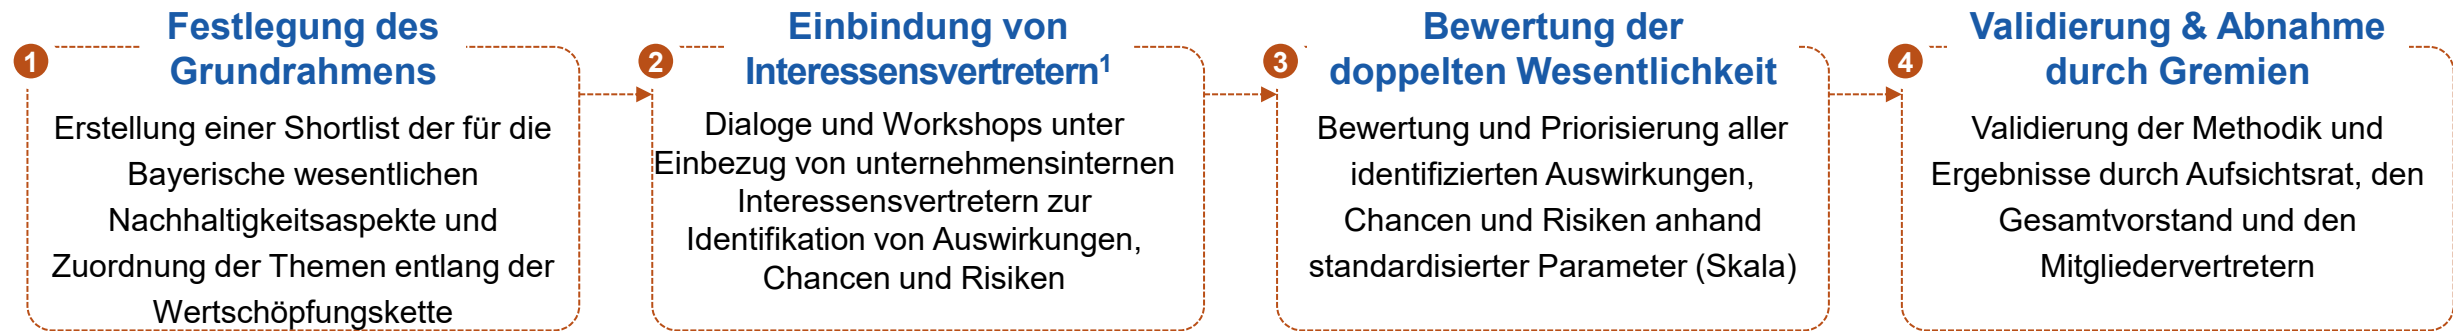 1
Festlegung des
Grundrahmens
Erstellung einer Shortlist der für die
Bayerische wesentlichen
Nachhaltigkeitsaspekte und
Zuordnung der Themen entlang der
Wertschöpfungskette
2
Einbindung von
Interessensvertretern¹
Dialoge und Workshops unter
Einbezug von unternehmensinternen
Interessensvertretern zur
Identifikation von Auswirkungen,
Chancen und Risiken
3
Bewertung der
doppelten Wesentlichkeit
Bewertung und Priorisierung aller
identifizierten Auswirkungen,
Chancen und Risiken anhand
standardisierter Parameter (Skala)
4
Validierung & Abnahme
durch Gremien
Validierung der Methodik und
Ergebnisse durch Aufsichtsrat, den
Gesamtvorstand und den
Mitgliedervertretern